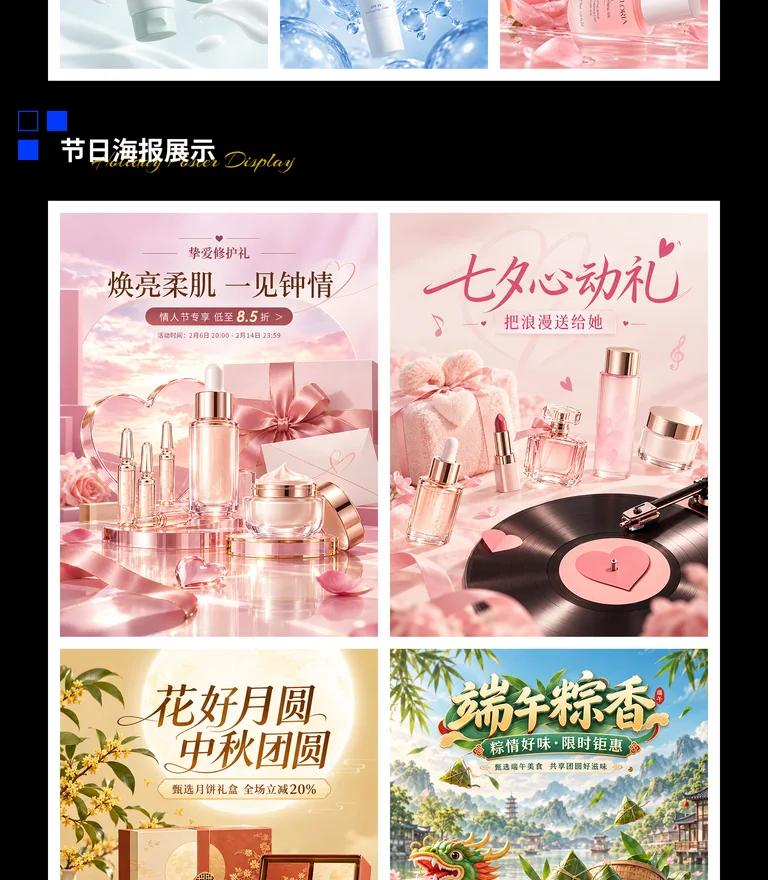 节日海报展示
Holiday Poster Display
挚爱修护礼
焕亮柔肌 一见钟情
情人节专享 低至 8.5 折 >
活动时间：2月6日 20:00 - 2月14日 23:59
七夕心动礼
把浪漫送给她
花好月圆
中秋团圆
甄选月饼礼盒 全场立减20%
端午粽香
端午
粽情好味·限时钜惠
甄选端午美食 共享团圆好滋味